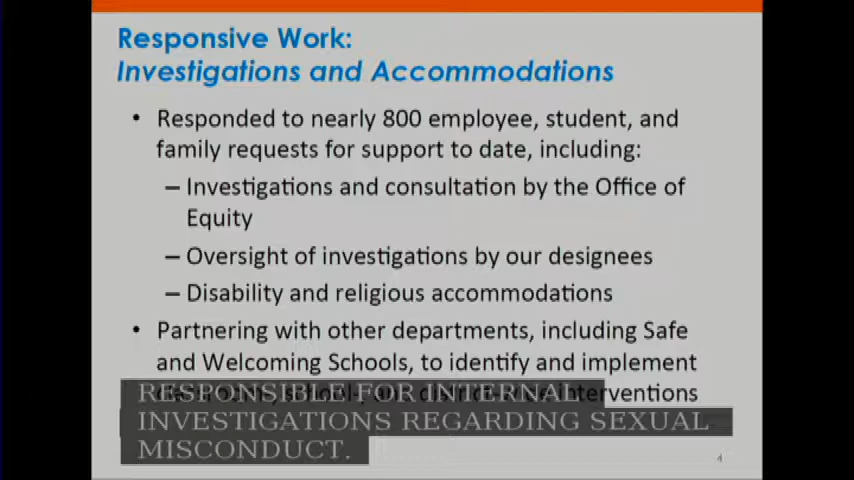 Responsive Work:
Investigations and Accommodations
• Responded to nearly 800 employee, student, and
family requests for support to date, including:
– Investigations and consultation by the Office of
Equity
– Oversight of investigations by our designees
– Disability and religious accommodations
• Partnering with other departments, including Safe
and Welcoming Schools, to identify and implement
interventions
RESPONSIBLE FOR INTERNAL
INVESTIGATIONS REGARDING SEXUAL
MISCONDUCT.
4